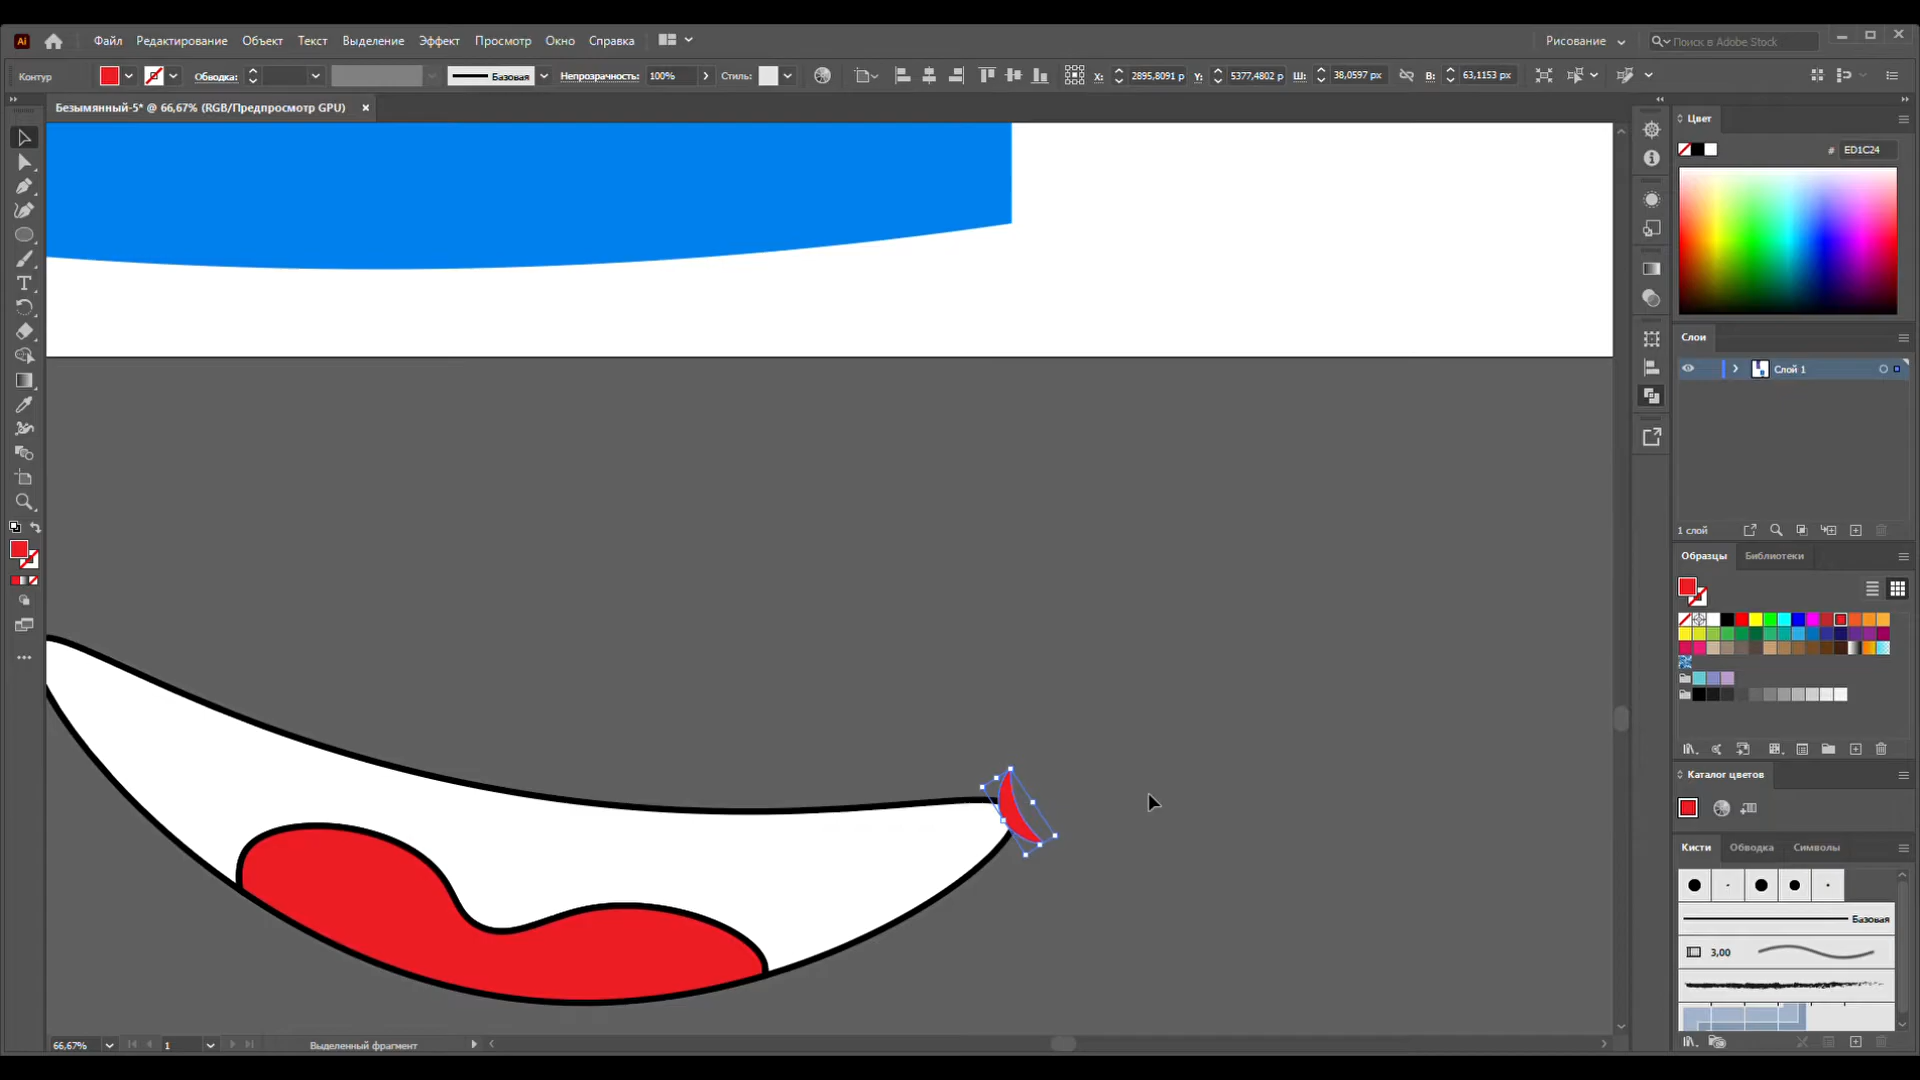 Ai Файл Редактирование Объект Текст Выделение Эффект Просмотр Окно Справка Рисование Поиск в Adobe Stock
Контур Обводка: Базовая Непрозрачность: 100% Стиль: X: 2895,8091 p Y: 5377,4802 p Ш: 38,0597 px В: 63,1153 px
Безымянный-5* @ 66,67% (RGB/Предпросмотр GPU) ×
Цвет
# ED1C24
Слои
Слой 1
1 слой
Образцы Библиотеки
Каталог цветов
Кисти Обводка Символы
Базовая
3,00
66,67% 1 Выделенный фрагмент